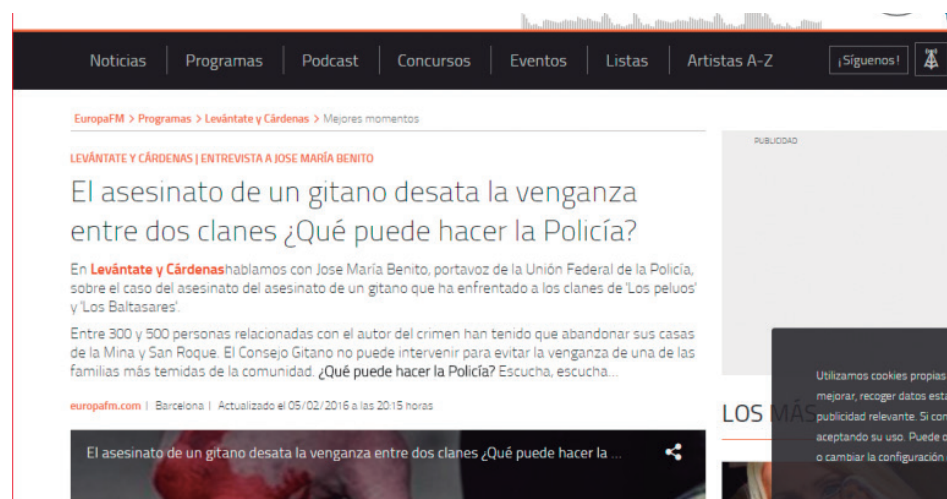 Noticias Programas Podcast Concursos Eventos Listas Artistas A-Z ¡Síguenos!
EuropaFM > Programas > Levántate y Cárdenas > Mejores momentos
PUBLICIDAD
LEVÁNTATE Y CÁRDENAS | ENTREVISTA A JOSE MARÍA BENITO
El asesinato de un gitano desata la venganza
entre dos clanes ¿Qué puede hacer la Policía?
En Levántate y Cárdenashablamos con Jose María Benito, portavoz de la Unión Federal de la Policía,
sobre el caso del asesinato del asesinato de un gitano que ha enfrentado a los clanes de 'Los peluos'
y 'Los Baltasares'.
Entre 300 y 500 personas relacionadas con el autor del crimen han tenido que abandonar sus casas
de la Mina y San Roque. El Consejo Gitano no puede intervenir para evitar la venganza de una de las
familias más temidas de la comunidad. ¿Qué puede hacer la Policía? Escucha, escucha...
europafm.com | Barcelona | Actualizado el 05/02/2016 a las 20:15 horas
El asesinato de un gitano desata la venganza entre dos clanes ¿Qué puede hacer la ...
LOS MÁS
Utilizamos cookies propias
mejorar, recoger datos
publicidad relevante. Si
aceptando su uso. Puede
o cambiar la configuración